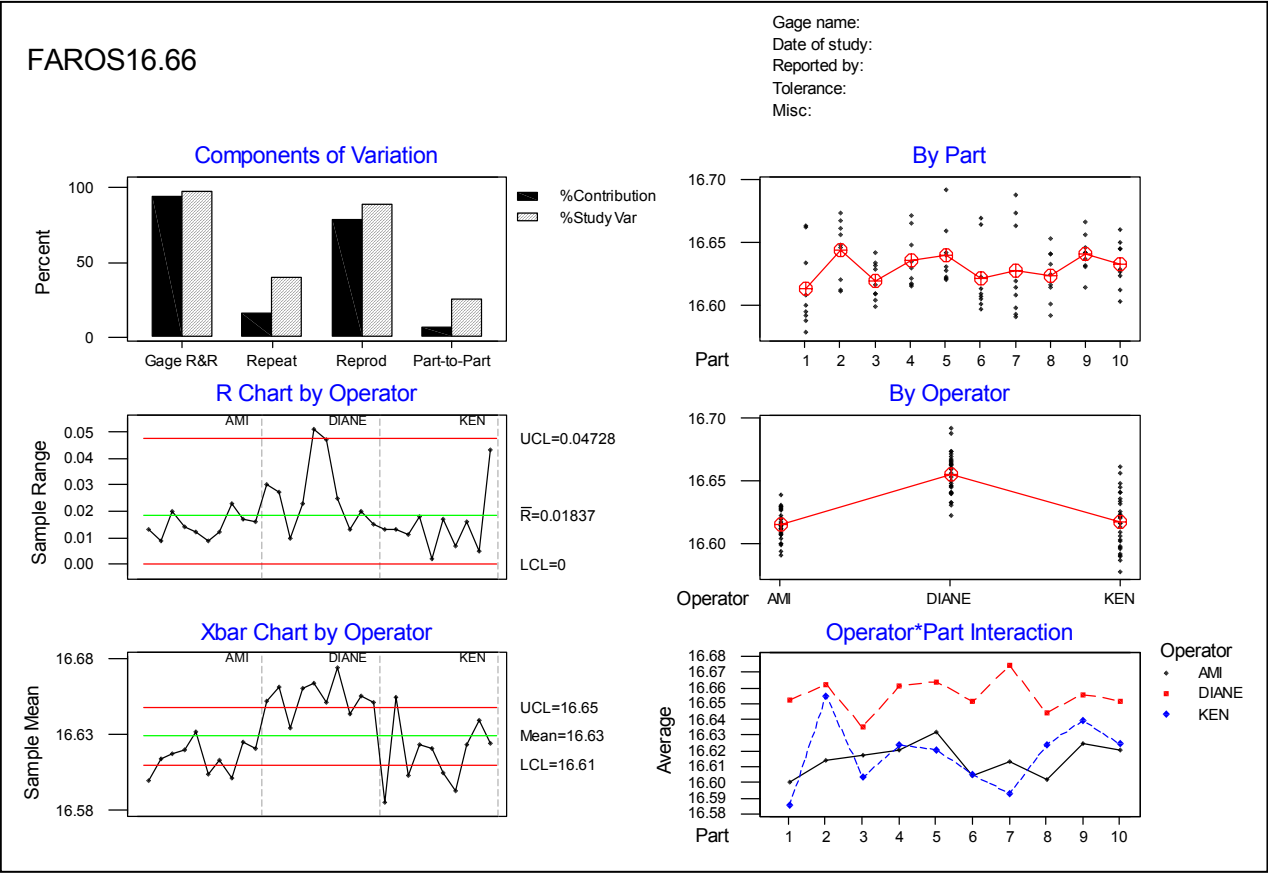 FAROS16.66
Gage name:
Date of study:
Reported by:
Tolerance:
Misc:
Components of Variation
100
50
0
Percent
Gage R&R Repeat Reprod Part-to-Part
%Contribution
%Study Var
By Part
16.70
16.65
16.60
Part 1 2 3 4 5 6 7 8 9 10
R Chart by Operator
AMI DIANE KEN
0.05
0.04
0.03
0.02
0.01
0.00
Sample Range
UCL=0.04728
R=0.01837
LCL=0
By Operator
16.70
16.65
16.60
Operator AMI DIANE KEN
Xbar Chart by Operator
AMI DIANE KEN
16.68
16.63
16.58
Sample Mean
UCL=16.65
Mean=16.63
LCL=16.61
Operator*Part Interaction
16.68
16.67
16.66
16.65
16.64
16.63
16.62
16.61
16.60
16.59
16.58
Average
Part 1 2 3 4 5 6 7 8 9 10
Operator
AMI
DIANE
KEN